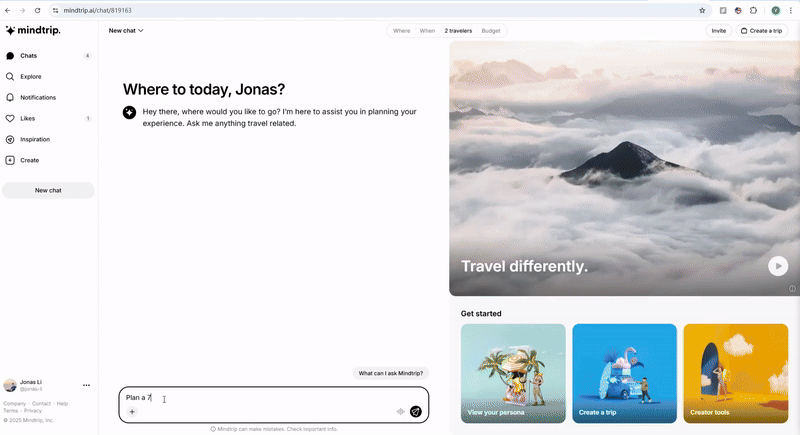 mindtrip.ai/chat/819163
mindtrip.
New chat
Where
When
2 travelers
Budget
Invite
Create a trip
Chats
4
Explore
Notifications
Likes
1
Inspiration
Create
New chat
Where to today, Jonas?
Hey there, where would you like to go? I'm here to assist you in planning your
experience. Ask me anything travel related.
Travel differently.
Get started
View your persona
Create a trip
Creator tools
What can I ask Mindtrip?
Plan a 7
Mindtrip can make mistakes. Check important info.
Jonas Li
@jonas-li
Company · Contact · Help
Terms · Privacy
© 2025 Mindtrip, Inc.